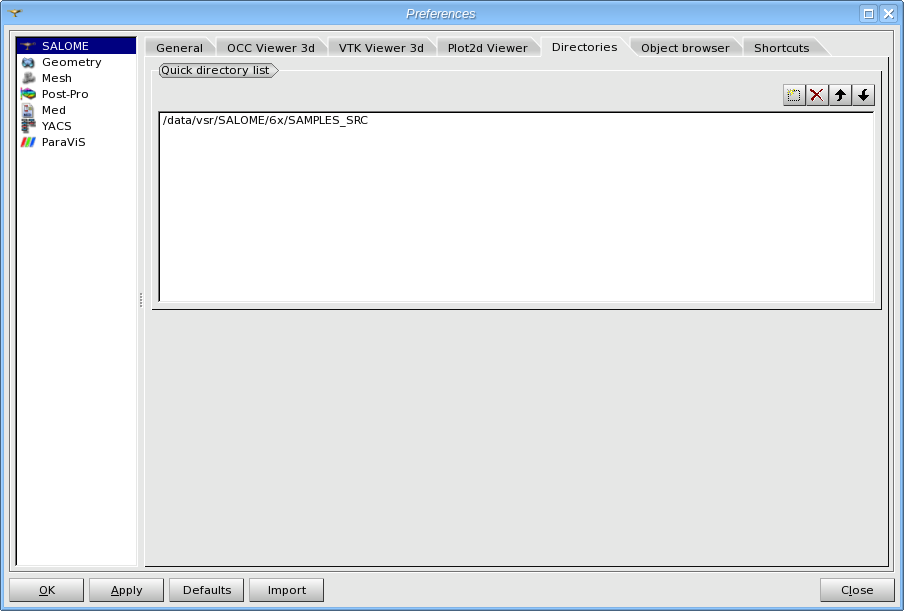 Preferences
SALOME
Geometry
Mesh
Post-Pro
Med
YACS
ParaViS
General OCC Viewer 3d VTK Viewer 3d Plot2d Viewer Directories Object browser Shortcuts
Quick directory list
/data/vsr/SALOME/6x/SAMPLES_SRC
OK Apply Defaults Import Close